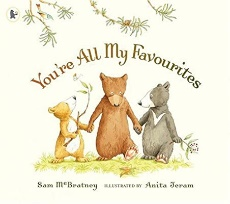 You're All My Favourites
Sam McBratney ILLUSTRATED BY Anita Jeram